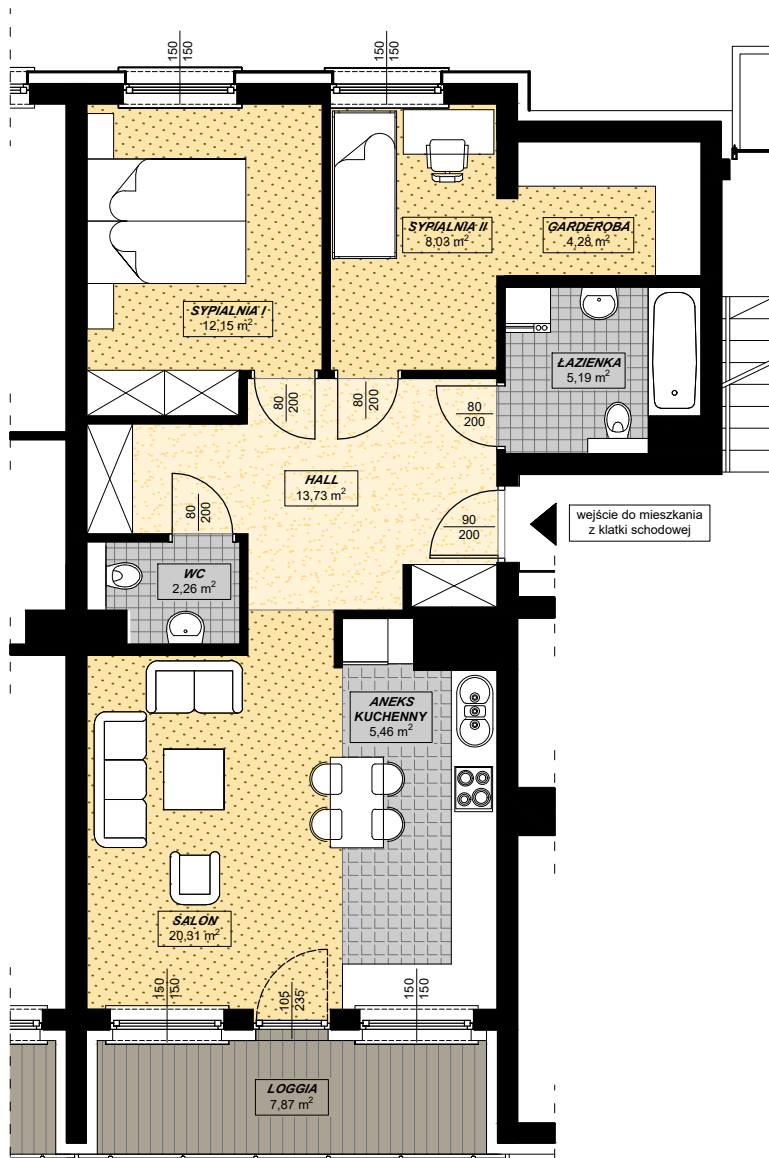 150
150
150
150
SYPIALNIA I
12,15 m²
SYPIALNIA II
8,03 m²
GARDEROBA
4,28 m²
ŁAZIENKA
5,19 m²
80
200
80
200
80
200
HALL
13,73 m²
80
200
90
200
wejście do mieszkania
z klatki schodowej
WC
2,26 m²
ANEKS
KUCHENNY
5,46 m²
SALON
20,31 m²
150
150
105
235
150
150
LOGGIA
7,87 m²